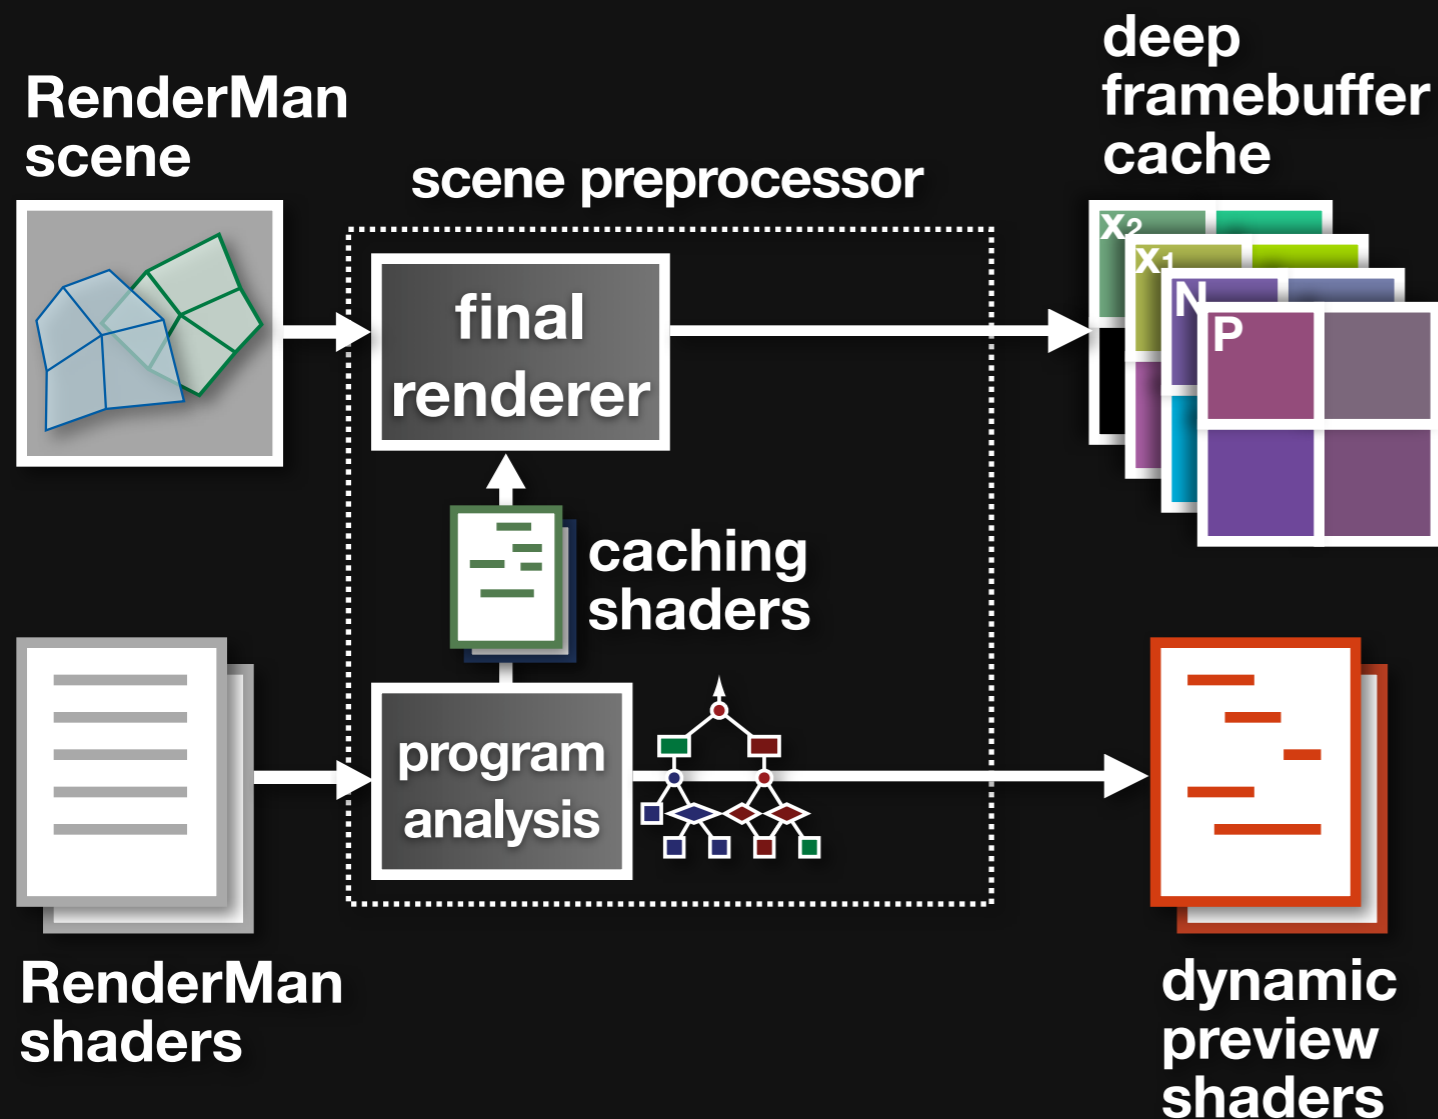 RenderMan
scene
scene preprocessor
deep
framebuffer
cache
final
renderer
x2
x1
N
P
caching
shaders
program
analysis
RenderMan
shaders
dynamic
preview
shaders